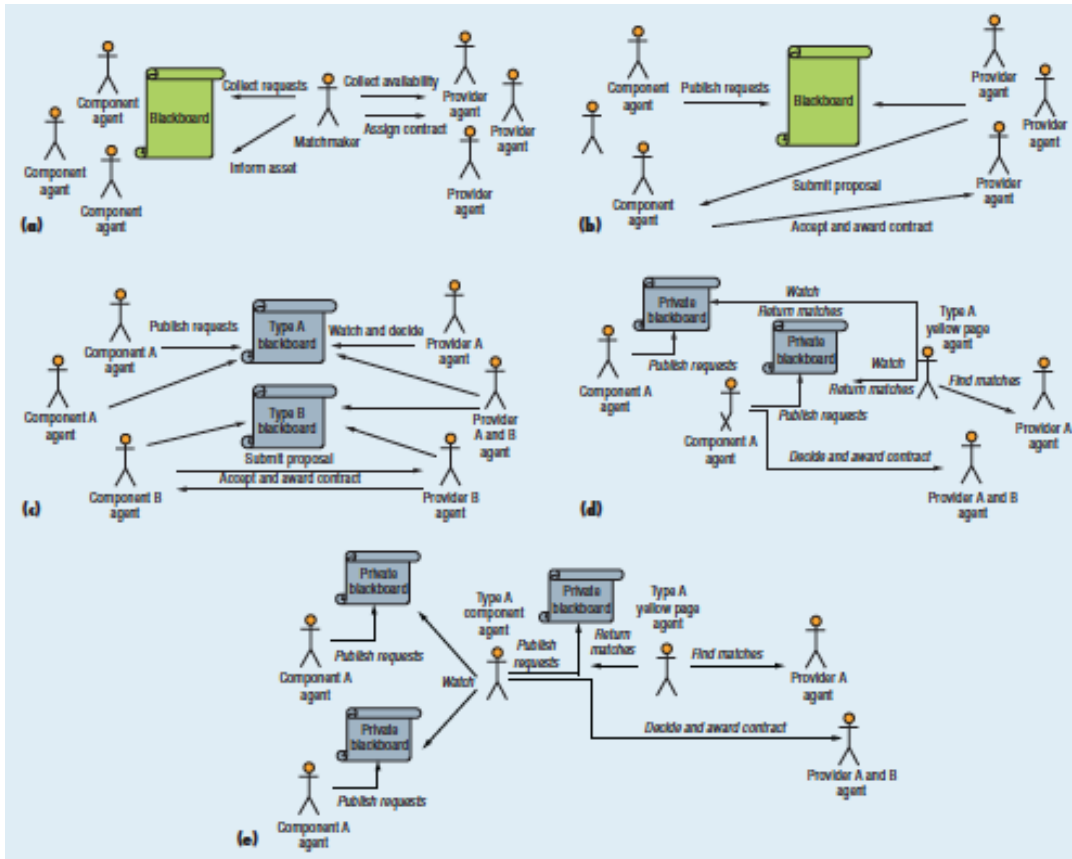 Component
agent
Component
agent
Component
agent
Blackboard
Collect requests
Matchmaker
Inform asset
Collect availability
Assign contract
Provider
agent
Provider
agent
Provider
agent
(a)
Component
agent
Publish requests
Blackboard
Provider
agent
Provider
agent
Provider
agent
Component
agent
Submit proposal
Accept and award contract
(b)
Component A
agent
Publish requests
Type A
blackboard
Watch and decide
Provider A
agent
Component A
agent
Type B
blackboard
Provider
A and B
agent
Component B
agent
Submit proposal
Accept and award contract
Provider B
agent
(c)
Private
blackboard
Watch
Return matches
Type A
yellow page
agent
Component A
agent
Publish requests
Private
blackboard
Watch
Return matches
Find matches
Component A
agent
Publish requests
Provider A
agent
Decide and award contract
Provider A and B
agent
(d)
Private
blackboard
Component A
agent
Publish requests
Type A
component
agent
Private
blackboard
Type A
yellow page
agent
Publish
requests
Return
matches
Find matches
Provider A
agent
Watch
Private
blackboard
Decide and award contract
Provider A and B
agent
Component A
agent
Publish requests
(e)